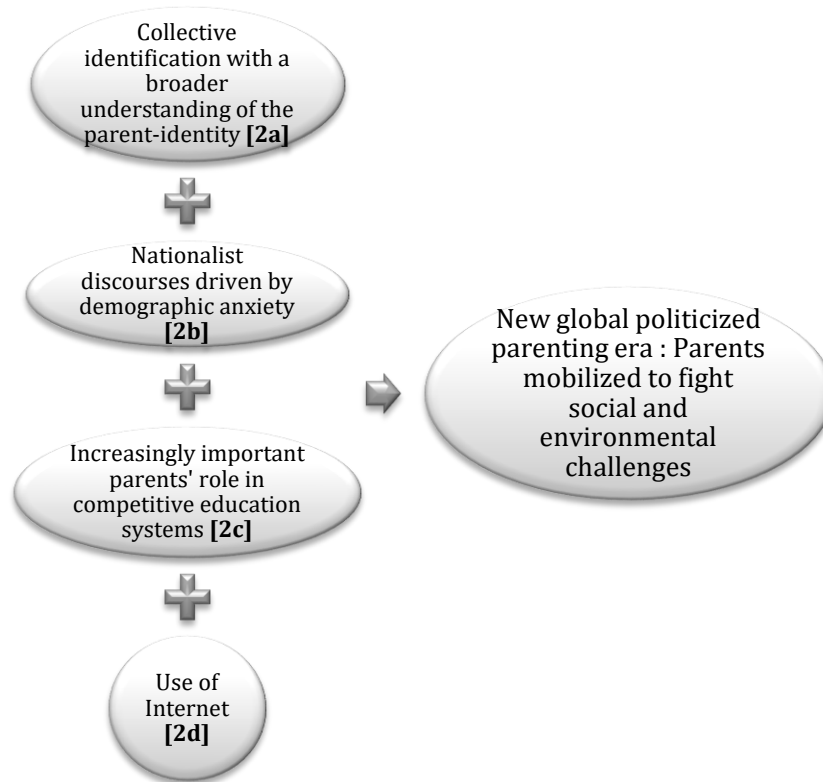 Collective
identification with a
broader
understanding of the
parent-identity [2a]
Nationalist
discourses driven by
demographic anxiety
[2b]
Increasingly important
parents' role in
competitive education
systems [2c]
Use of
Internet
[2d]
New global politicized
parenting era : Parents
mobilized to fight
social and
environmental
challenges